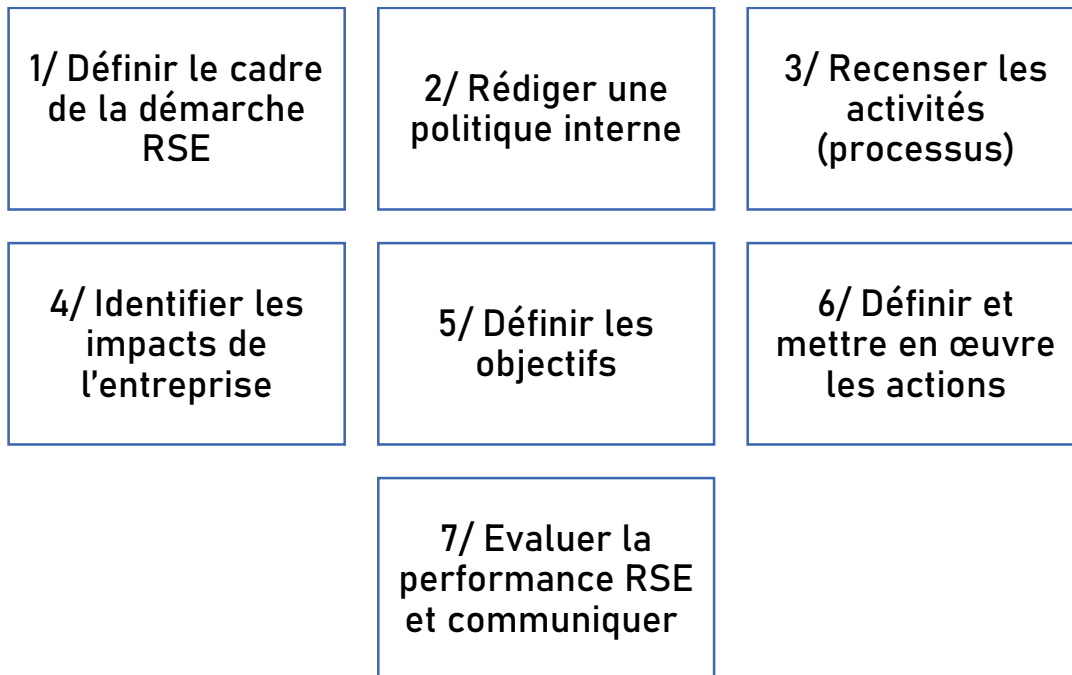 1/ Définir le cadre
de la démarche
RSE
2/ Rédiger une
politique interne
3/ Recenser les
activités
(processus)
4/ Identifier les
impacts de
l’entreprise
5/ Définir les
objectifs
6/ Définir et
mettre en œuvre
les actions
7/ Evaluer la
performance RSE
et communiquer